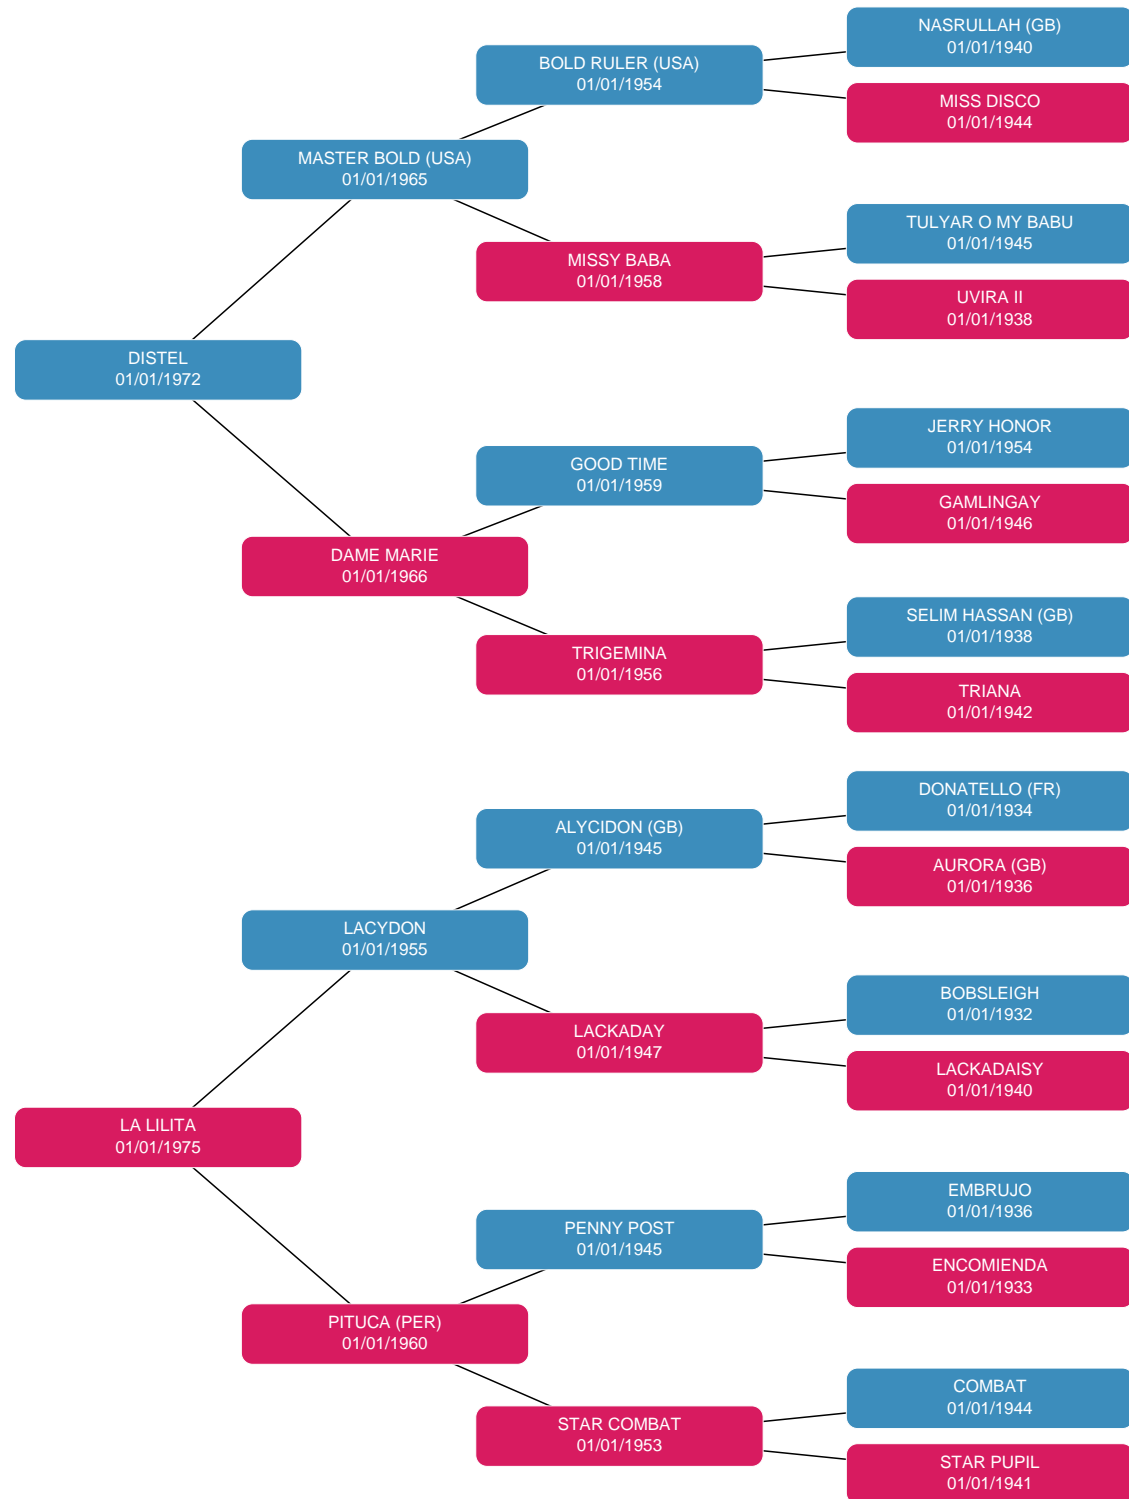 NASRULLAH (GB)
01/01/1940
BOLD RULER (USA)
01/01/1954
MISS DISCO
01/01/1944
MASTER BOLD (USA)
01/01/1965
TULYAR O MY BABU
01/01/1945
MISSY BABA
01/01/1958
UVIRA II
01/01/1938
DISTEL
01/01/1972
JERRY HONOR
01/01/1954
GOOD TIME
01/01/1959
GAMLINGAY
01/01/1946
DAME MARIE
01/01/1966
SELIM HASSAN (GB)
01/01/1938
TRIGEMINA
01/01/1956
TRIANA
01/01/1942
DONATELLO (FR)
01/01/1934
ALYCIDON (GB)
01/01/1945
AURORA (GB)
01/01/1936
LACYDON
01/01/1955
BOBSLEIGH
01/01/1932
LACKADAY
01/01/1947
LACKADAISY
01/01/1940
LA LILITA
01/01/1975
EMBRUJO
01/01/1936
PENNY POST
01/01/1945
ENCOMIENDA
01/01/1933
PITUCA (PER)
01/01/1960
COMBAT
01/01/1944
STAR COMBAT
01/01/1953
STAR PUPIL
01/01/1941